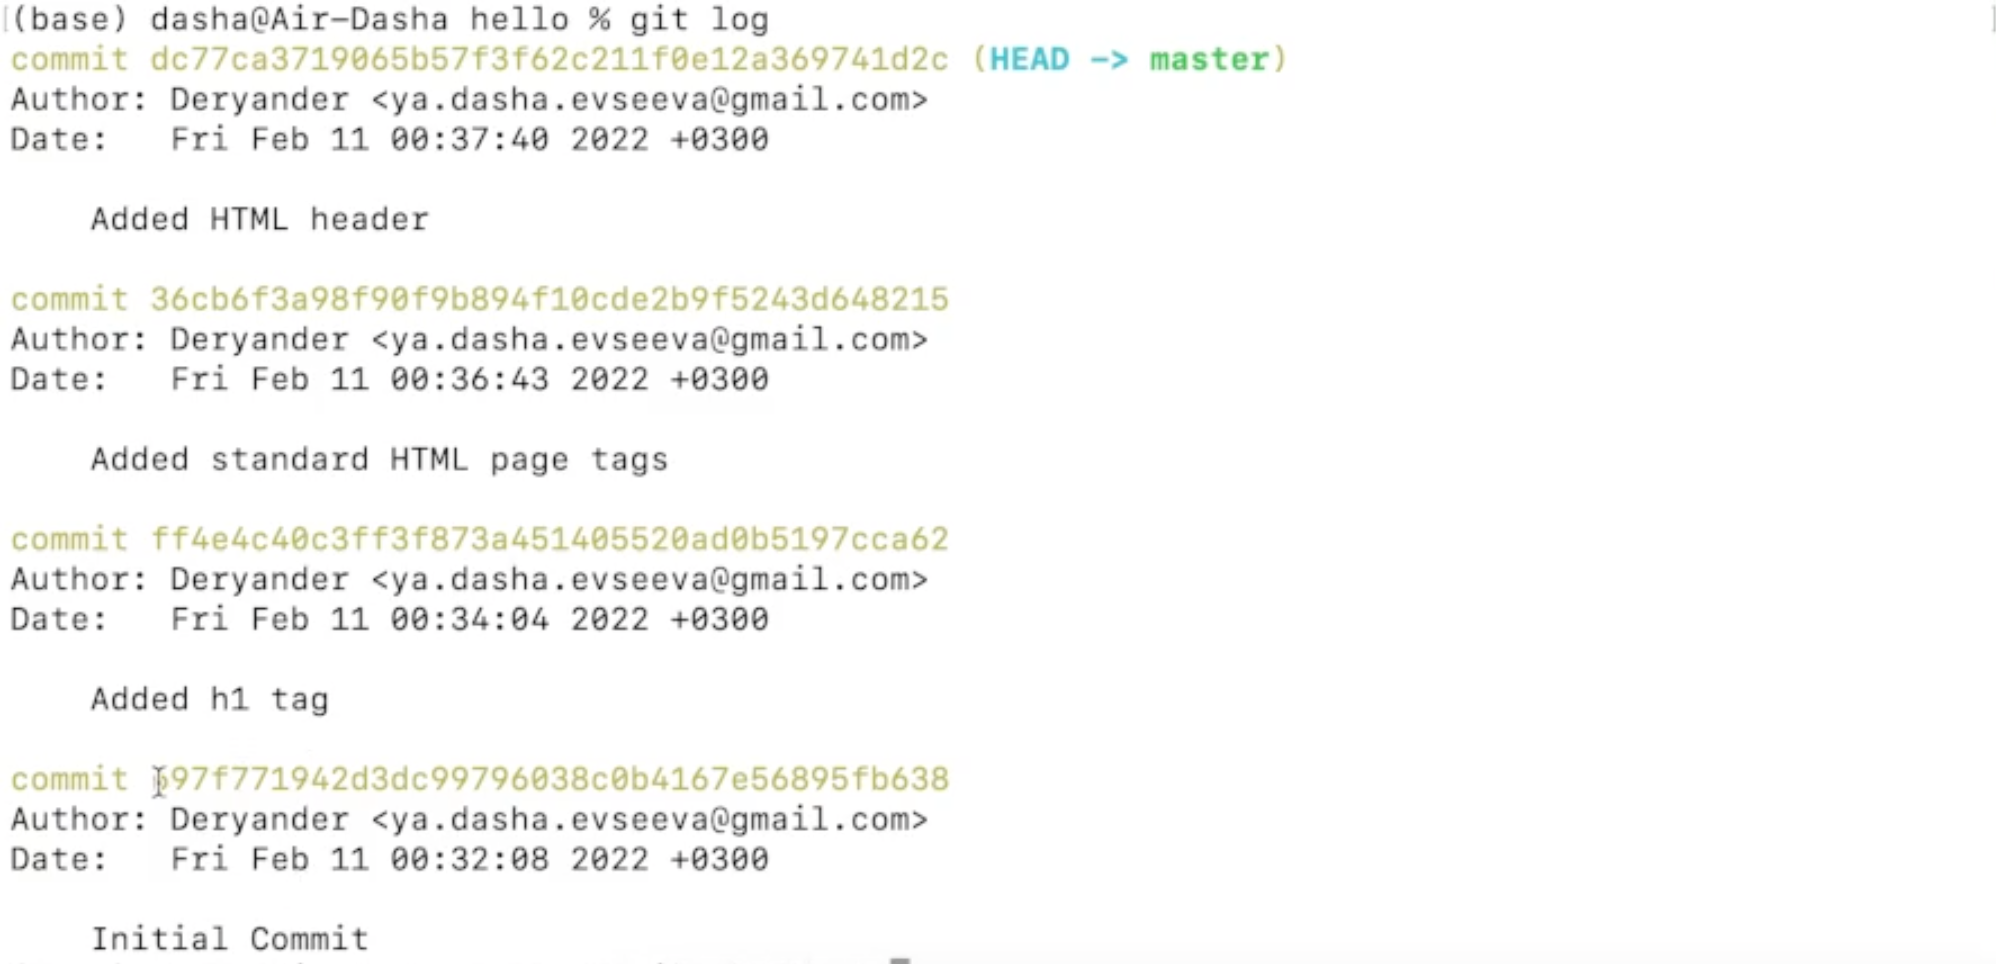 (base) dasha@Air-Dasha hello % git log
commit dc77ca3719065b57f3f62c211f0e12a369741d2c (HEAD -> master)
Author: Deryander <ya.dasha.evseeva@gmail.com>
Date:   Fri Feb 11 00:37:40 2022 +0300
Added HTML header
commit 36cb6f3a98f90f9b894f10cde2b9f5243d648215
Author: Deryander <ya.dasha.evseeva@gmail.com>
Date:   Fri Feb 11 00:36:43 2022 +0300
Added standard HTML page tags
commit ff4e4c40c3ff3f873a451405520ad0b5197cca62
Author: Deryander <ya.dasha.evseeva@gmail.com>
Date:   Fri Feb 11 00:34:04 2022 +0300
Added h1 tag
commit
Author: Deryander <ya.dasha.evseeva@gmail.com>
Date:   Fri Feb 11 00:32:08 2022 +0300
Initial Commit